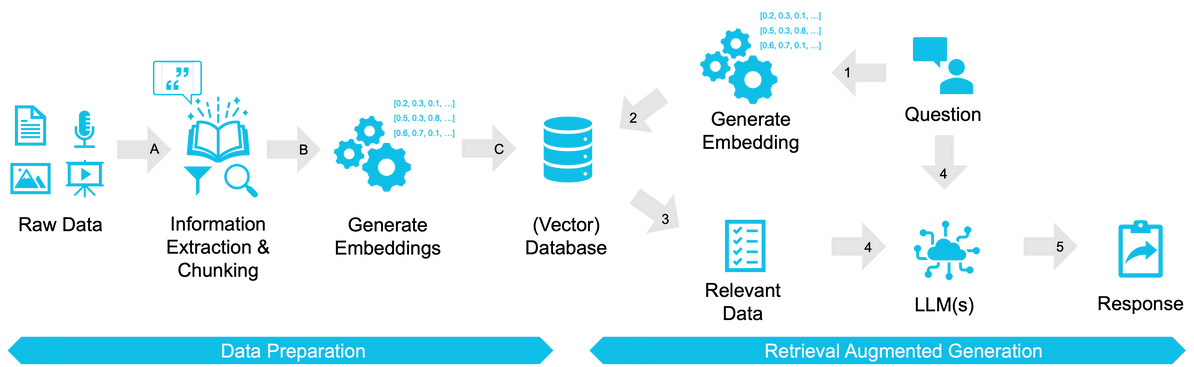 Raw Data
A
Information
Extraction &
Chunking
B
[0.2, 0.3, 0.1, ...]
[0.5, 0.3, 0.8, ...]
[0.6, 0.7, 0.1, ...]
Generate
Embeddings
C
(Vector)
Database
Question
1
[0.2, 0.3, 0.1, ...]
[0.5, 0.3, 0.8, ...]
[0.6, 0.7, 0.1, ...]
Generate
Embedding
2
3
Relevant
Data
4
4
LLM(s)
5
Response
Data Preparation
Retrieval Augmented Generation